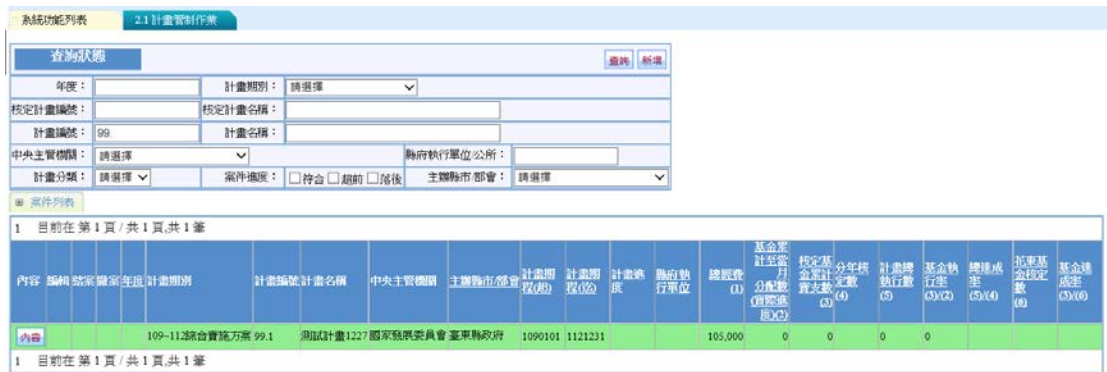 系統功能列表 2.1計畫管制作業
查詢狀態 查詢 新增
年度： 計畫期別： 請選擇
核定計畫編號： 核定計畫名稱：
計畫編號： 99. 計畫名稱：
中央主管機關： 請選擇 縣府執行單位/公所：
計畫分類： 請選擇 案件進度： 符合 超前 落後 主辦縣市/部會： 請選擇
案件列表
1 目前在 第 1 頁 / 共 1 頁,共 1 筆
內容 編輯 結案 撤案 年度 計畫期別 計畫編號 計畫名稱 中央主管機關 主辦縣市/部會 計畫期程(起) 計畫期程(迄) 計畫進度 縣府執行單位 總經費(1) 基金累計至當月分配數(實際進度)(2) 核定基金累計實支數(3) 分年核定數(4) 計畫總執行數(5) 基金執行率(3)/(2) 總達成率(5)/(4) 花東基金核定數(6) 基金達成率(3)/(6)
內容 109~112綜合實施方案 99.1 測試計畫1227 國家發展委員會 臺東縣政府 1090101 1121231 105,000 0 0 0 0 0
1 目前在 第 1 頁 / 共 1 頁,共 1 筆